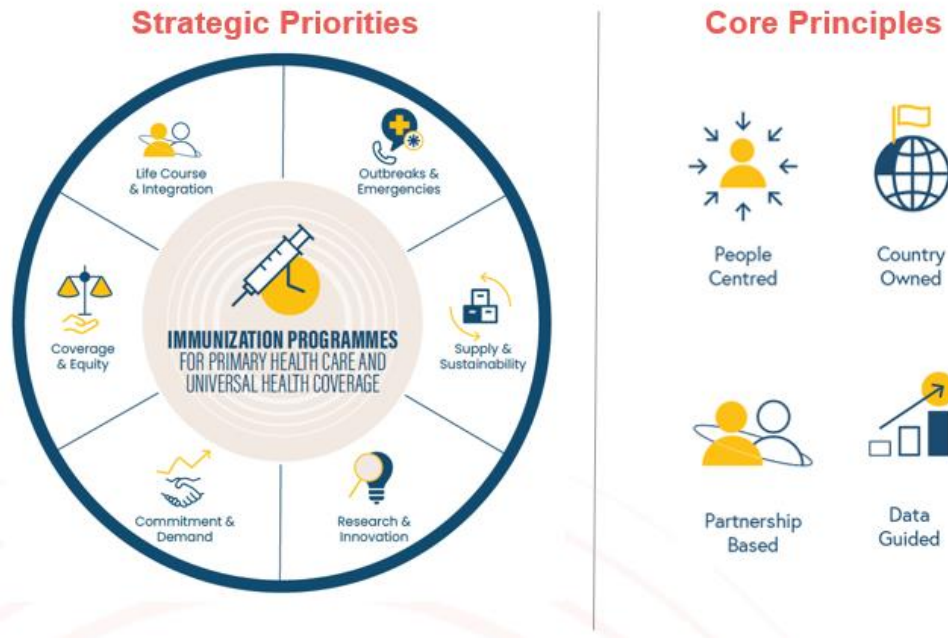 Strategic Priorities
Core Principles
Life Course
& Integration
Outbreaks &
Emergencies
Coverage
& Equity
IMMUNIZATION PROGRAMMES
FOR PRIMARY HEALTH CARE AND
UNIVERSAL HEALTH COVERAGE
Supply &
Sustainability
Commitment &
Demand
Research &
Innovation
People
Centred
Country
Owned
Partnership
Based
Data
Guided